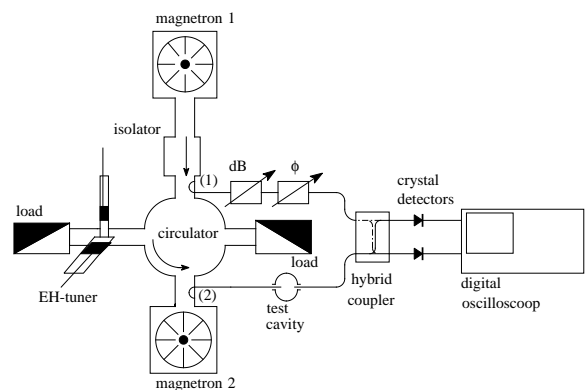 magnetron 1
isolator
(1)
dB
ϕ
crystal
detectors
load
circulator
load
EH-tuner
(2)
test
cavity
hybrid
coupler
digital
oscilloscoop
magnetron 2